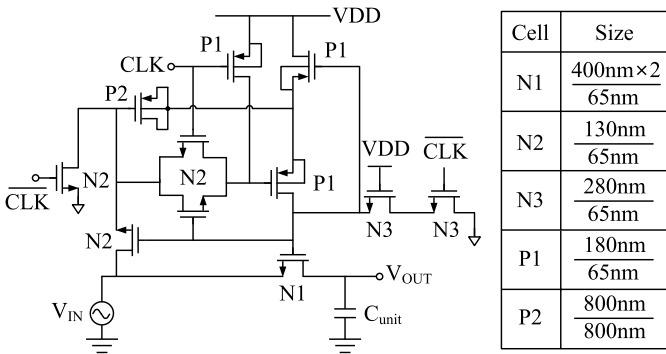 VDD
P1
P1
CLK
P2
N2
P1
VDD
CLK
N2
CLK
N3
N3
N2
VOUT
N1
VIN
Cunit
Cell Size
N1 400nm×2/65nm
N2 130nm/65nm
N3 280nm/65nm
P1 180nm/65nm
P2 800nm/800nm